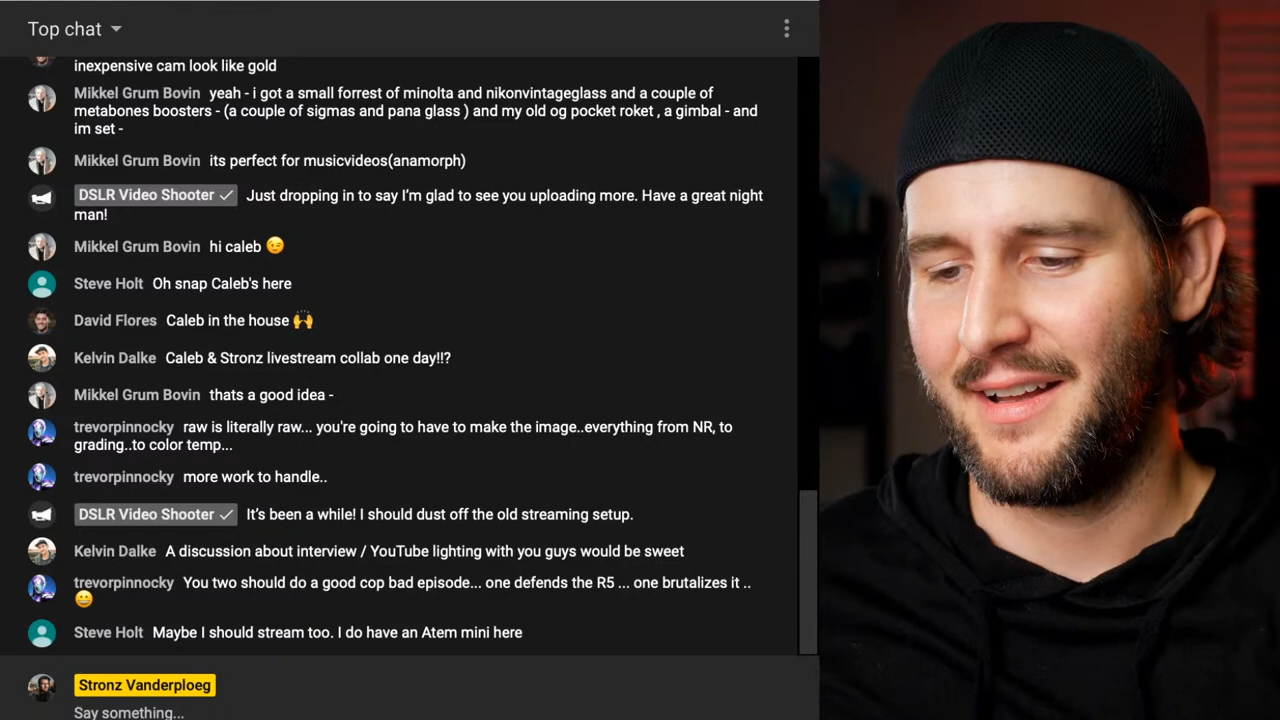 Top chat
inexpensive cam look like gold
Mikkel Grum Bovin yeah - i got a small forrest of minolta and nikonvintageglass and a couple of
metabones boosters - (a couple of sigmas and pana glass ) and my old og pocket roket , a gimbal - and
im set -
Mikkel Grum Bovin its perfect for musicvideos(anamorph)
DSLR Video Shooter ✓ Just dropping in to say I'm glad to see you uploading more. Have a great night
man!
Mikkel Grum Bovin hi caleb 😉
Steve Holt Oh snap Caleb's here
David Flores Caleb in the house 🙌
Kelvin Dalke Caleb & Stronz livestream collab one day!!?
Mikkel Grum Bovin thats a good idea -
trevorpinnocky raw is literally raw... you're going to have to make the image..everything from NR, to
grading..to color temp...
trevorpinnocky more work to handle..
DSLR Video Shooter ✓ It's been a while! I should dust off the old streaming setup.
Kelvin Dalke A discussion about interview / YouTube lighting with you guys would be sweet
trevorpinnocky You two should do a good cop bad episode... one defends the R5 ... one brutalizes it ..
😀
Steve Holt Maybe I should stream too. I do have an Atem mini here
Stronz Vanderploeg
Say something...